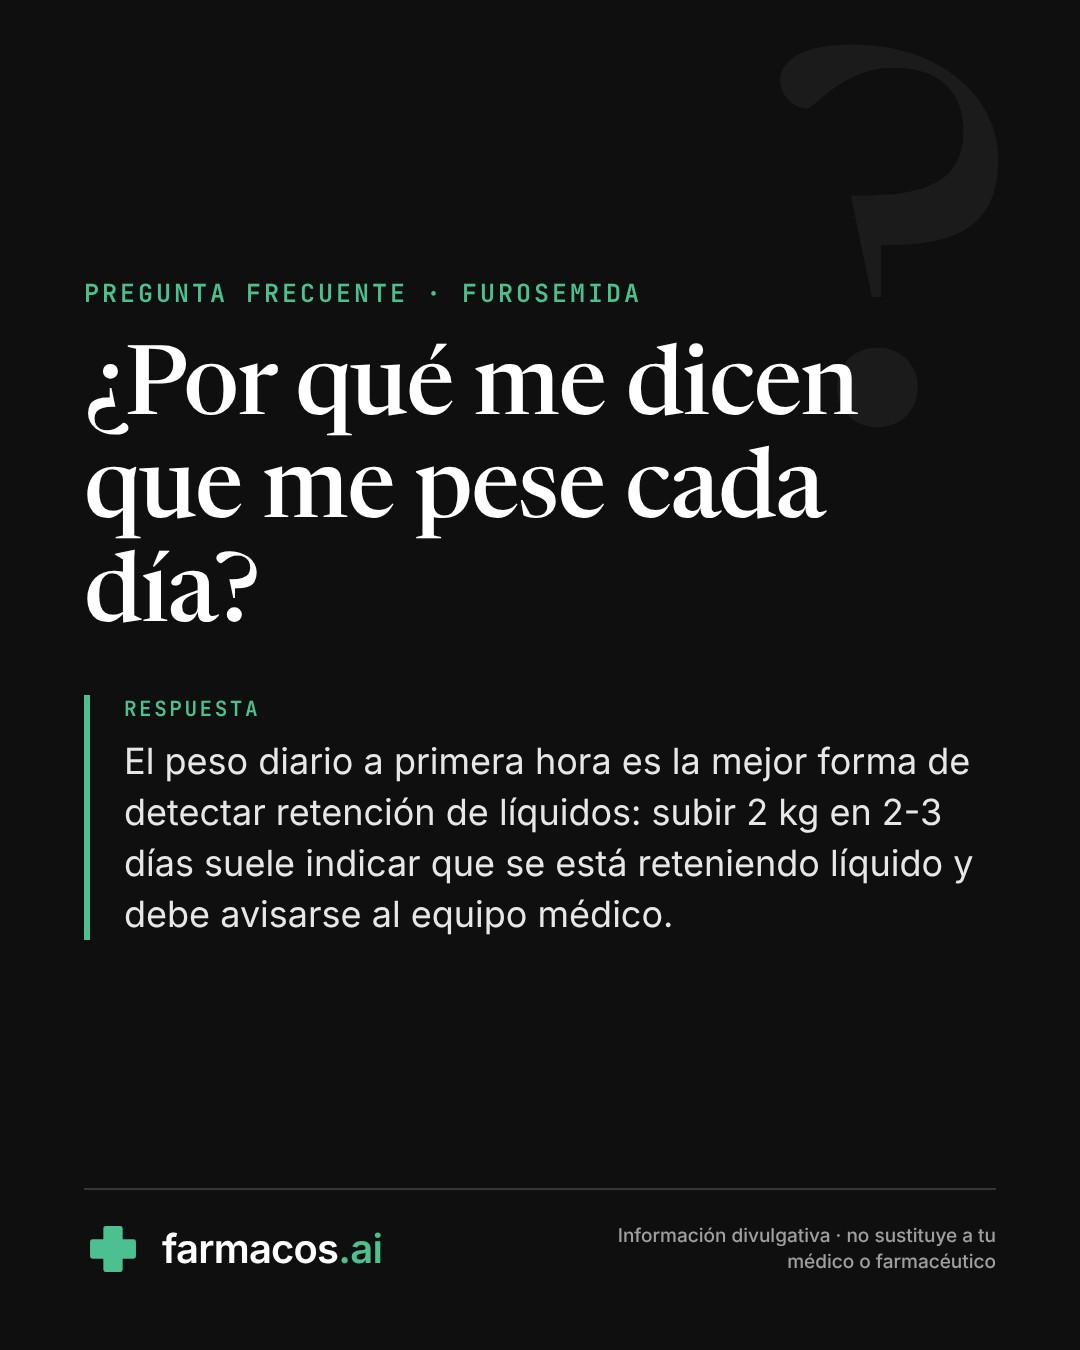 PREGUNTA FRECUENTE · FUROSEMIDA
¿Por qué me dicen
que me pese cada
día?
RESPUESTA
El peso diario a primera hora es la mejor forma de
detectar retención de líquidos: subir 2 kg en 2-3
días suele indicar que se está reteniendo líquido y
debe avisarse al equipo médico.
farmacos.ai
Información divulgativa · no sustituye a tu
médico o farmacéutico